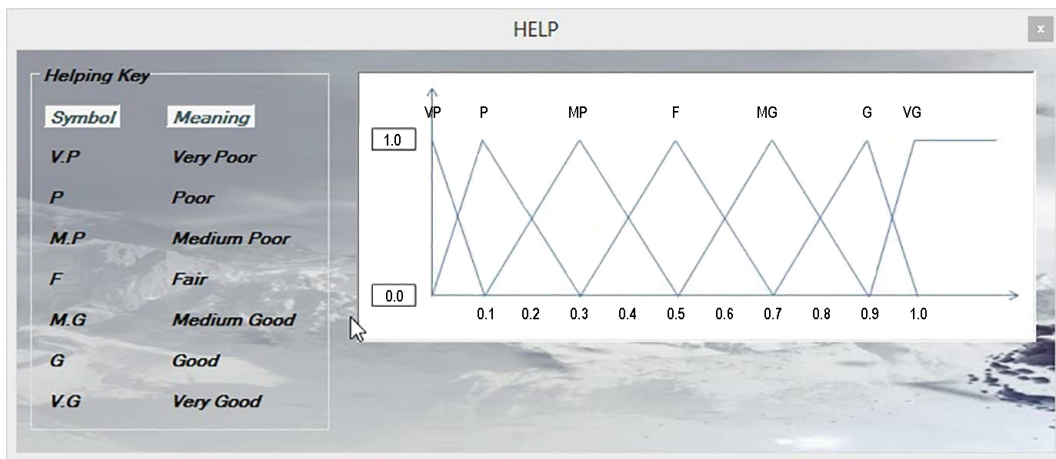 HELP
x
Helping Key
Symbol Meaning
V.P Very Poor
P Poor
M.P Medium Poor
F Fair
M.G Medium Good
G Good
V.G Very Good
VP P MP F MG G VG
1.0
0.0
0.1 0.2 0.3 0.4 0.5 0.6 0.7 0.8 0.9 1.0